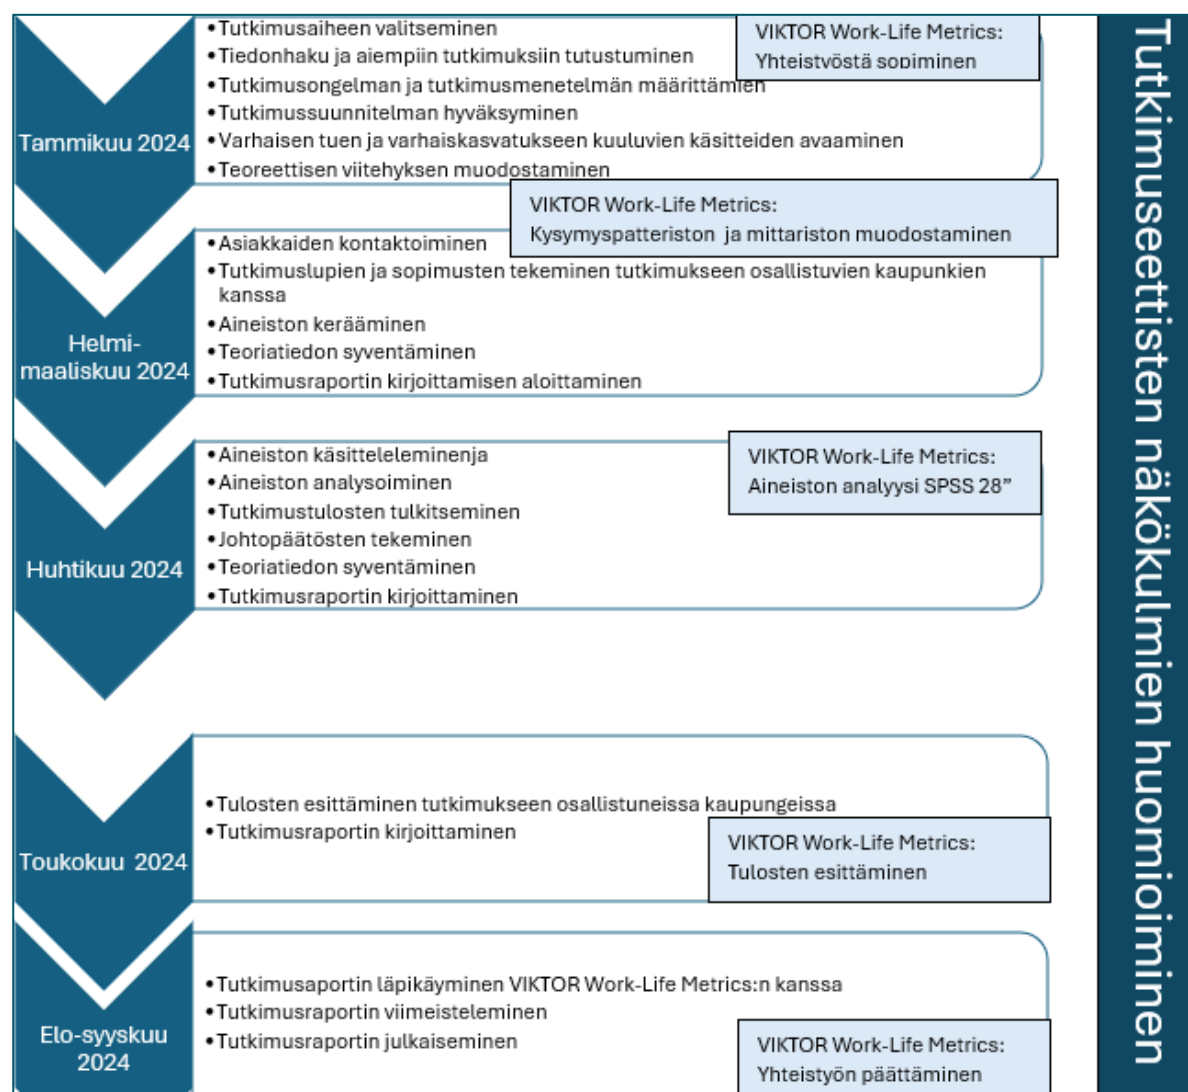 Tammikuu 2024
•Tutkimusaiheen valitseminen
•Tiedonhaku ja aiempiin tutkimuksiin tutustuminen
•Tutkimusongelman ja tutkimusmenetelmän määrittämien
•Tutkimussuunnitelman hyväksyminen
•Varhaisen tuen ja varhaiskasvatukseen kuuluvien käsitteiden avaaminen
•Teoreettisen viitehyksen muodostaminen
VIKTOR Work-Life Metrics:
Yhteistyöstä sopiminen
VIKTOR Work-Life Metrics:
Kysymyspatteriston ja mittariston muodostaminen
Helmi-
maaliskuu 2024
•Asiakkaiden kontaktoiminen
•Tutkimuslupien ja sopimusten tekeminen tutkimukseen osallistuvien kaupunkien
kanssa
•Aineiston kerääminen
•Teoriatiedon syventäminen
•Tutkimusraportin kirjoittamisen aloittaminen
Huhtikuu 2024
•Aineiston käsitteleleminenja
•Aineiston analysoiminen
•Tutkimustulosten tulkitseminen
•Johtopäätösten tekeminen
•Teoriatiedon syventäminen
•Tutkimusraportin kirjoittaminen
VIKTOR Work-Life Metrics:
Aineiston analyysi SPSS 28”
Toukokuu 2024
•Tulosten esittäminen tutkimukseen osallistuneissa kaupungeissa
•Tutkimusraportin kirjoittaminen
VIKTOR Work-Life Metrics:
Tulosten esittäminen
Elo-syyskuu
2024
•Tutkimusaportin läpikäyminen VIKTOR Work-Life Metrics:n kanssa
•Tutkimusraportin viimeisteleminen
•Tutkimusraportin julkaiseminen
VIKTOR Work-Life Metrics:
Yhteistyön päättäminen
Tutkimuseettisten näkökulmien huomioiminen